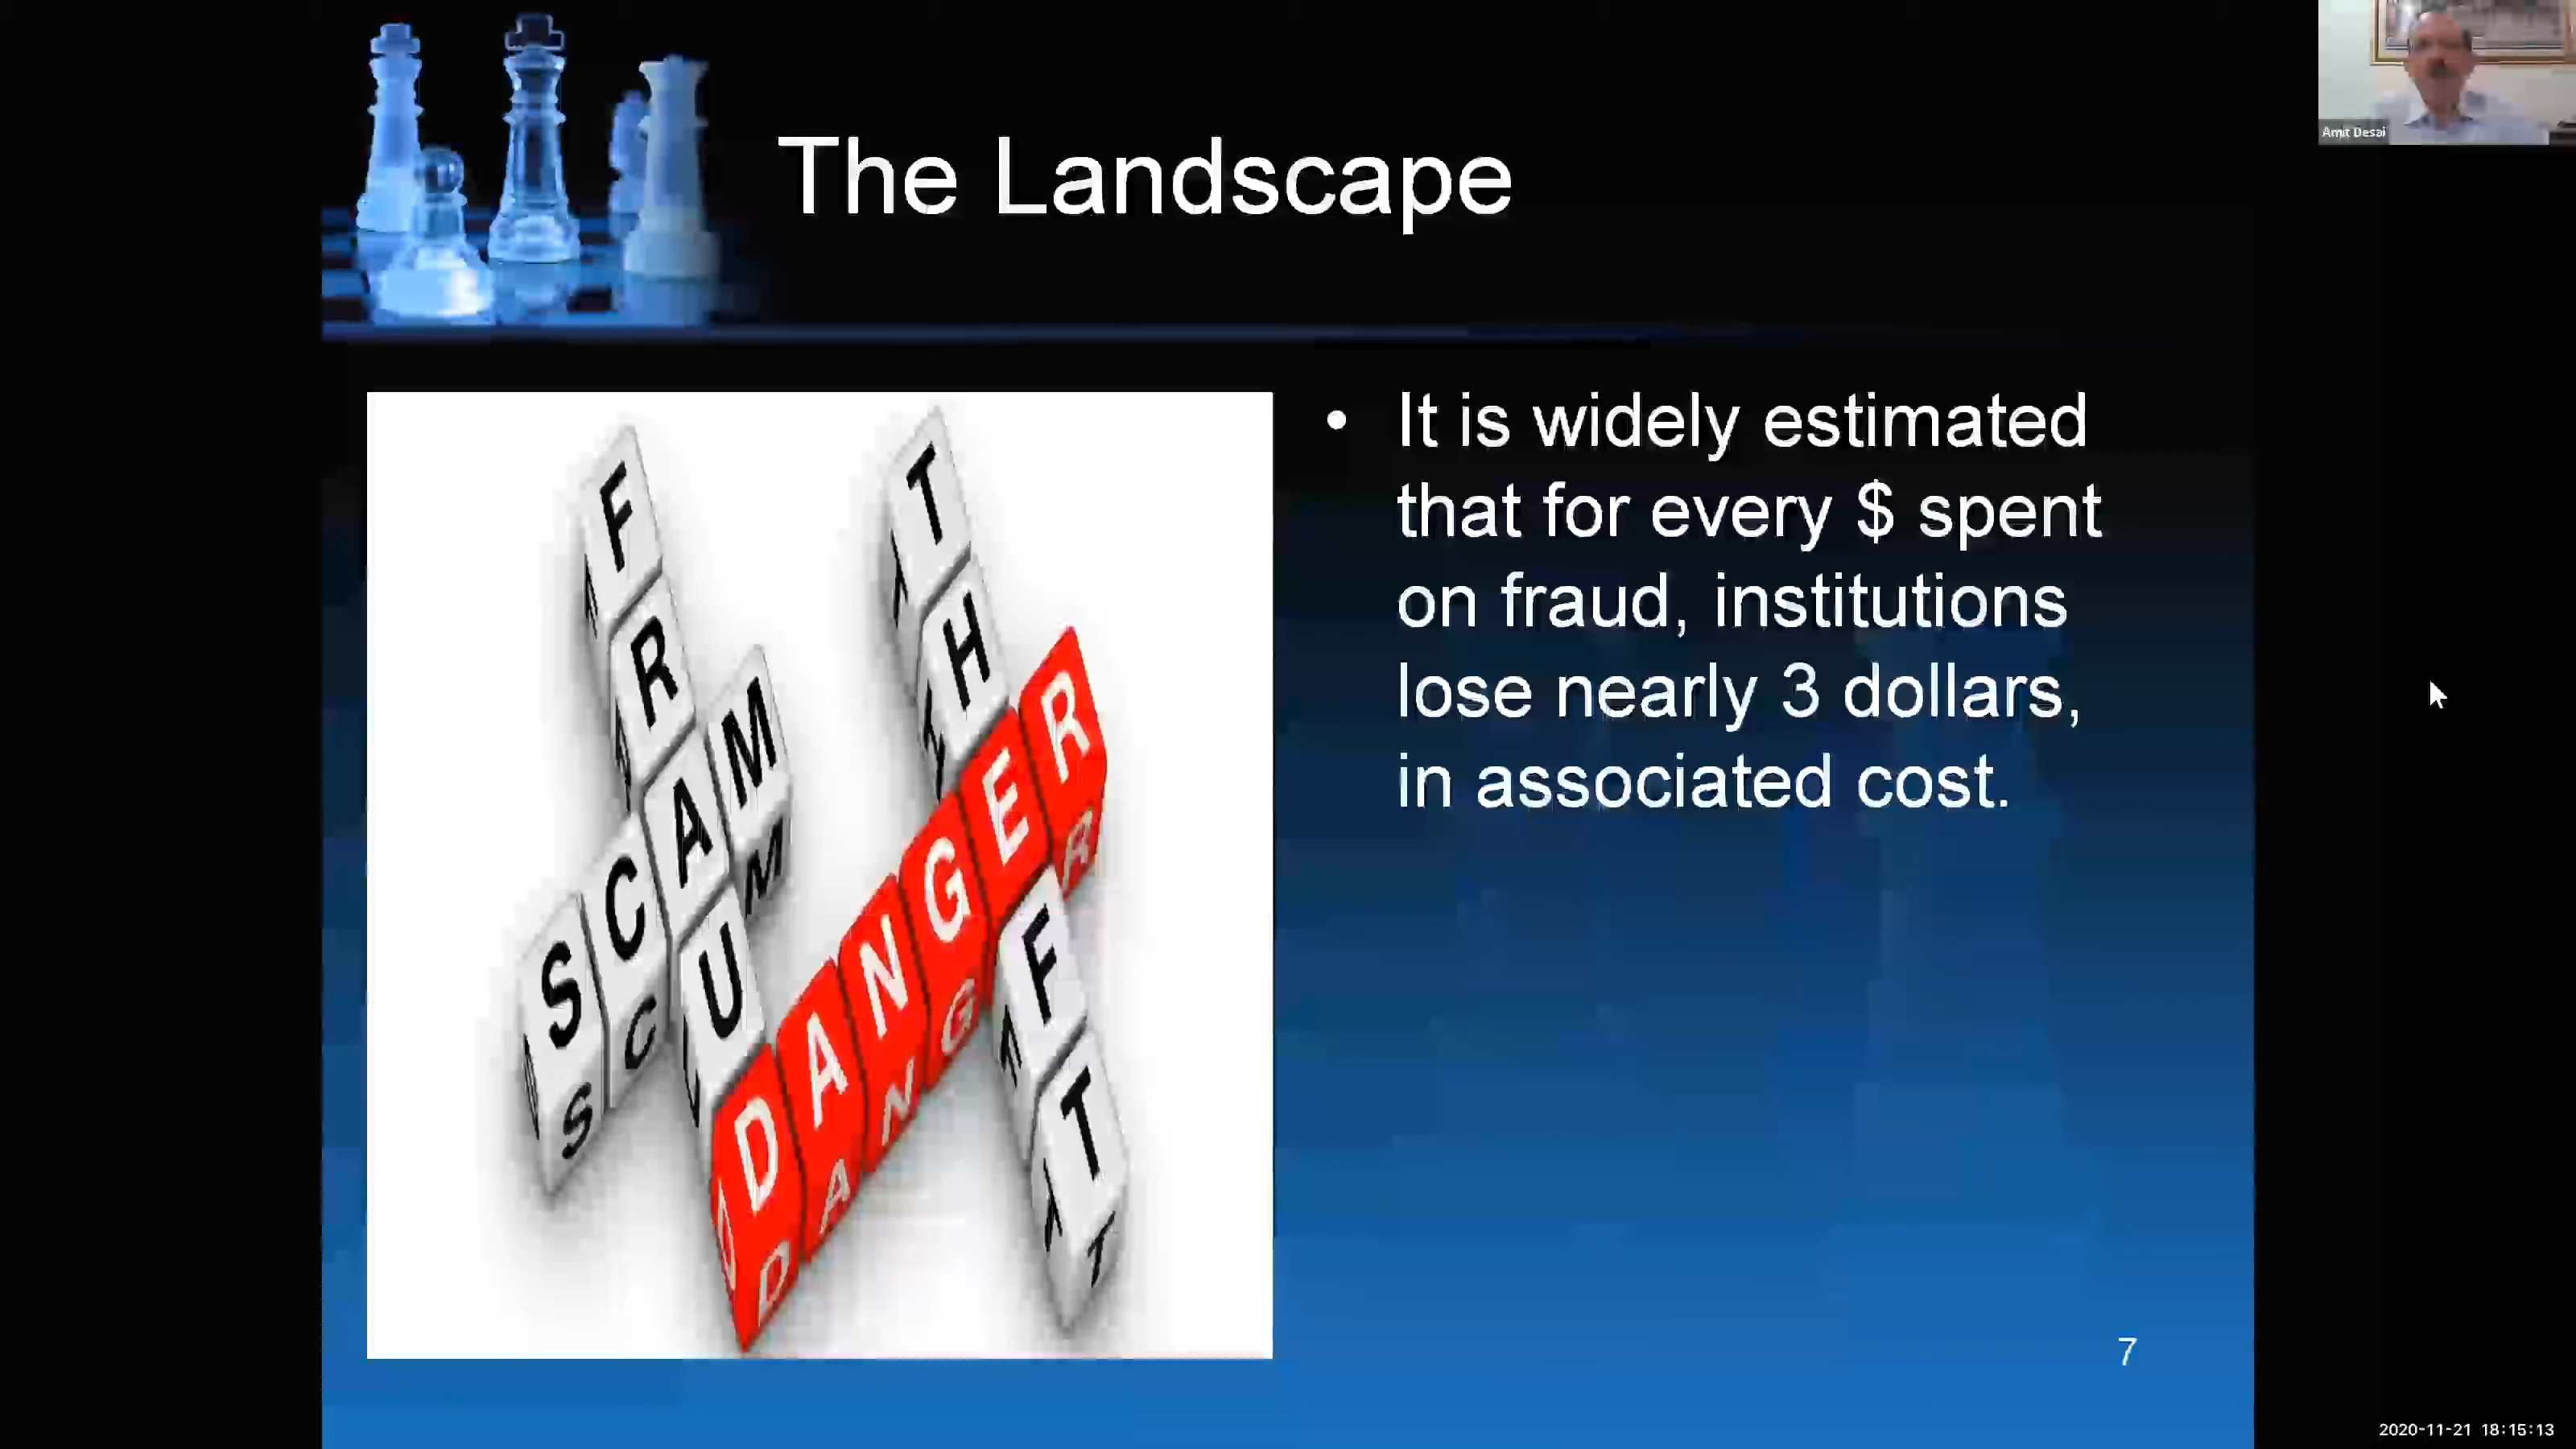 Amit Desai
The Landscape
• It is widely estimated
that for every $ spent
on fraud, institutions
lose nearly 3 dollars,
in associated cost.
FRAUD
SCAM
THEFT
DANGER
7
2020-11-21 18:15:13